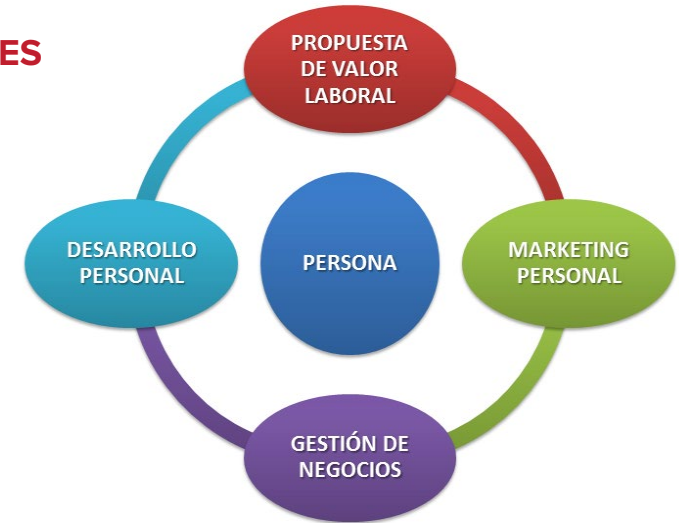 ES
PROPUESTA
DE VALOR
LABORAL
DESARROLLO
PERSONAL
PERSONA
MARKETING
PERSONAL
GESTIÓN DE
NEGOCIOS